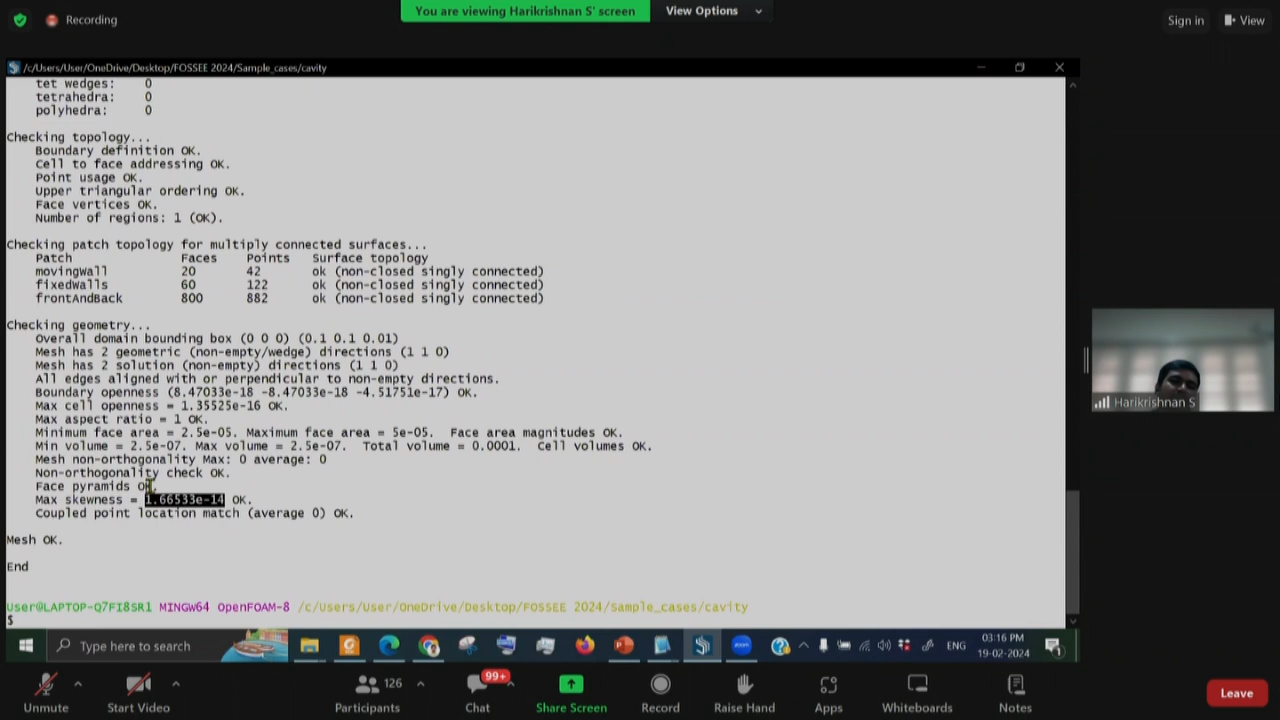 Recording
You are viewing Harikrishnan S' screen
View Options
Sign in
View
/c/Users/User/OneDrive/Desktop/FOSSEE 2024/Sample_cases/cavity
tet wedges: 0
tetrahedra: 0
polyhedra: 0
Checking topology...
Boundary definition OK.
Cell to face addressing OK.
Point usage OK.
Upper triangular ordering OK.
Face vertices OK.
Number of regions: 1 (OK).
Checking patch topology for multiply connected surfaces...
Patch Faces Points Surface topology
movingWall 20 42 ok (non-closed singly connected)
fixedWalls 60 122 ok (non-closed singly connected)
frontAndBack 800 882 ok (non-closed singly connected)
Checking geometry...
Overall domain bounding box (0 0 0) (0.1 0.1 0.01)
Mesh has 2 geometric (non-empty/wedge) directions (1 1 0)
Mesh has 2 solution (non-empty) directions (1 1 0)
All edges aligned with or perpendicular to non-empty directions.
Boundary openness (8.47033e-18 -8.47033e-18 -4.51751e-17) OK.
Max cell openness = 1.35525e-16 OK.
Max aspect ratio = 1 OK.
Minimum face area = 2.5e-05. Maximum face area = 5e-05. Face area magnitudes OK.
Min volume = 2.5e-07. Max volume = 2.5e-07. Total volume = 0.0001. Cell volumes OK.
Mesh non-orthogonality Max: 0 average: 0
Non-orthogonality check OK.
Face pyramids OK.
Max skewness = 1.66533e-14 OK.
Coupled point location match (average 0) OK.
Mesh OK.
End
User@LAPTOP-Q7FI8SR1 MINGW64 OpenFOAM-8 /c/Users/User/OneDrive/Desktop/FOSSEE 2024/Sample_cases/cavity
$
Harikrishnan S
Type here to search
ENG
03:16 PM
19-02-2024
Unmute
Start Video
126
Participants
99+
Chat
Share Screen
Record
Raise Hand
Apps
Whiteboards
Notes
Leave